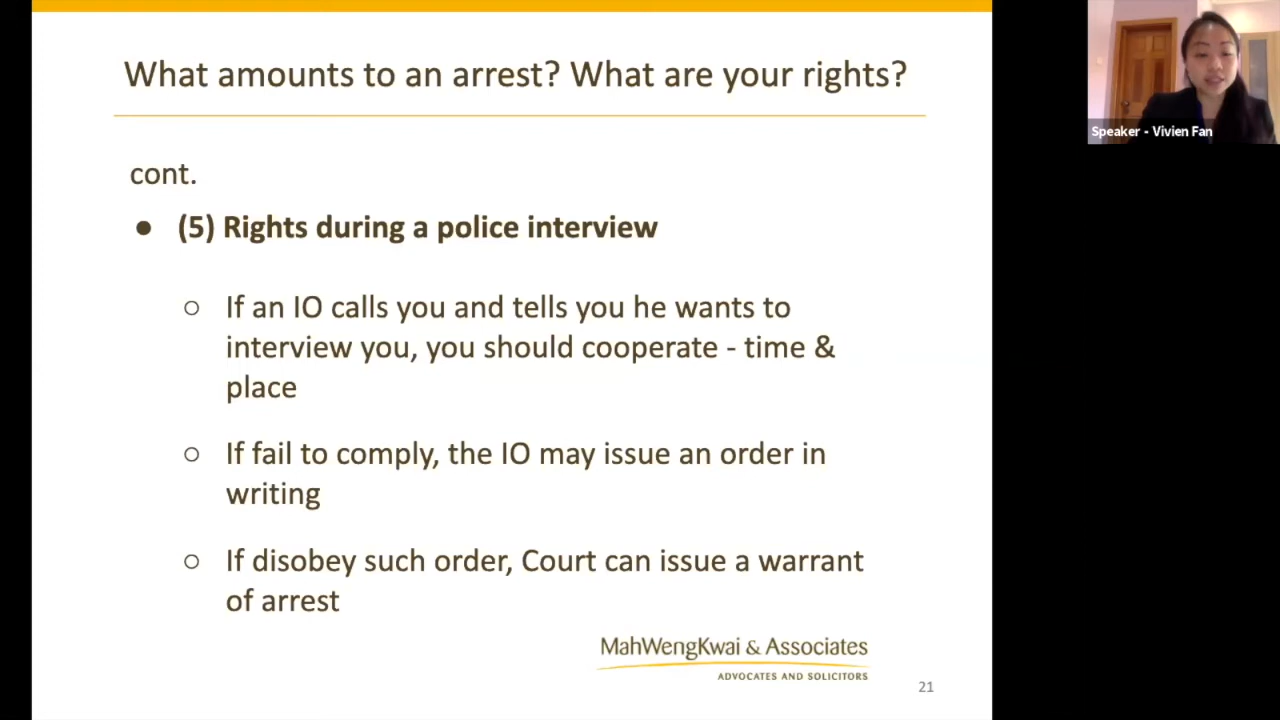 What amounts to an arrest? What are your rights?
cont.
● (5) Rights during a police interview
○ If an IO calls you and tells you he wants to
interview you, you should cooperate - time &
place
○ If fail to comply, the IO may issue an order in
writing
○ If disobey such order, Court can issue a warrant
of arrest
MahWengKwai & Associates
ADVOCATES AND SOLICITORS
21
Speaker - Vivien Fan